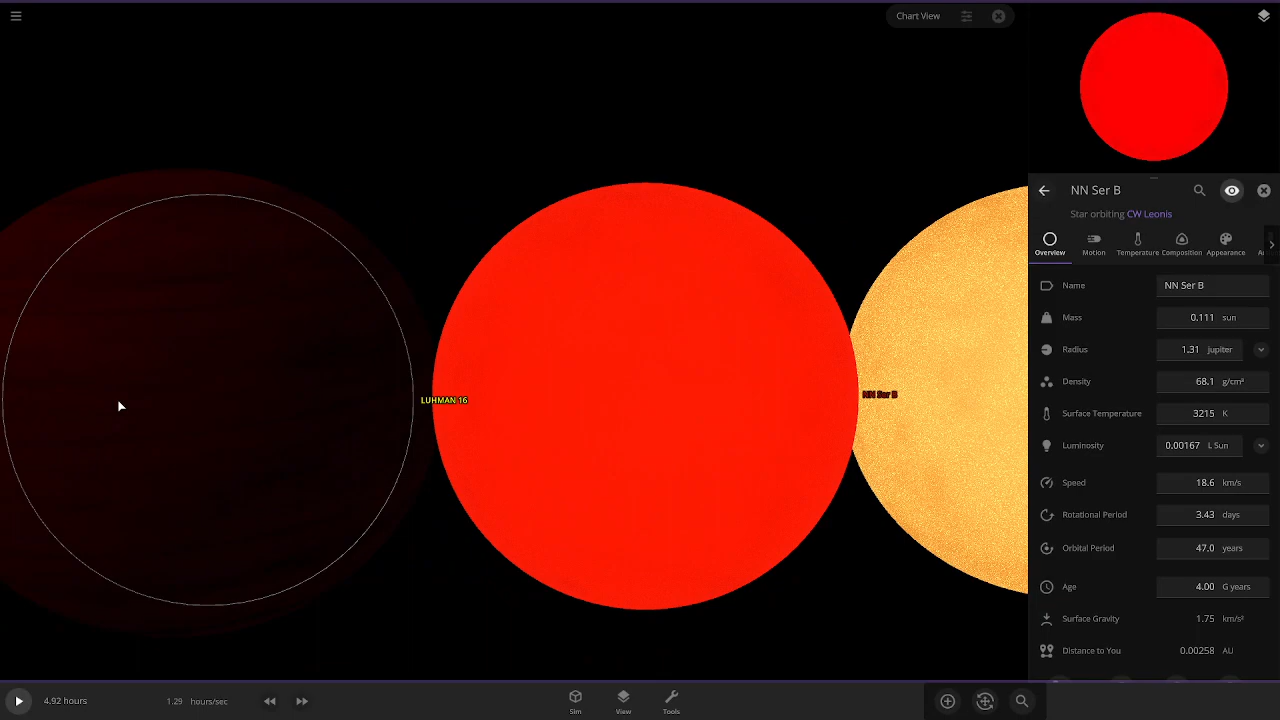 Chart View
NN Ser B
Star orbiting CW Leonis
Overview Motion Temperature Composition Appearance
Name NN Ser B
Mass 0.111 sun
Radius 1.31 jupiter
Density 68.1 g/cm³
Surface Temperature 3215 K
Luminosity 0.00167 L Sun
Speed 18.6 km/s
Rotational Period 3.43 days
Orbital Period 47.0 years
Age 4.00 G years
Surface Gravity 1.75 km/s²
Distance to You 0.00258 AU
LUHMAN 16
NN Ser B
4.92 hours
1.29 hours/sec
Sim View Tools